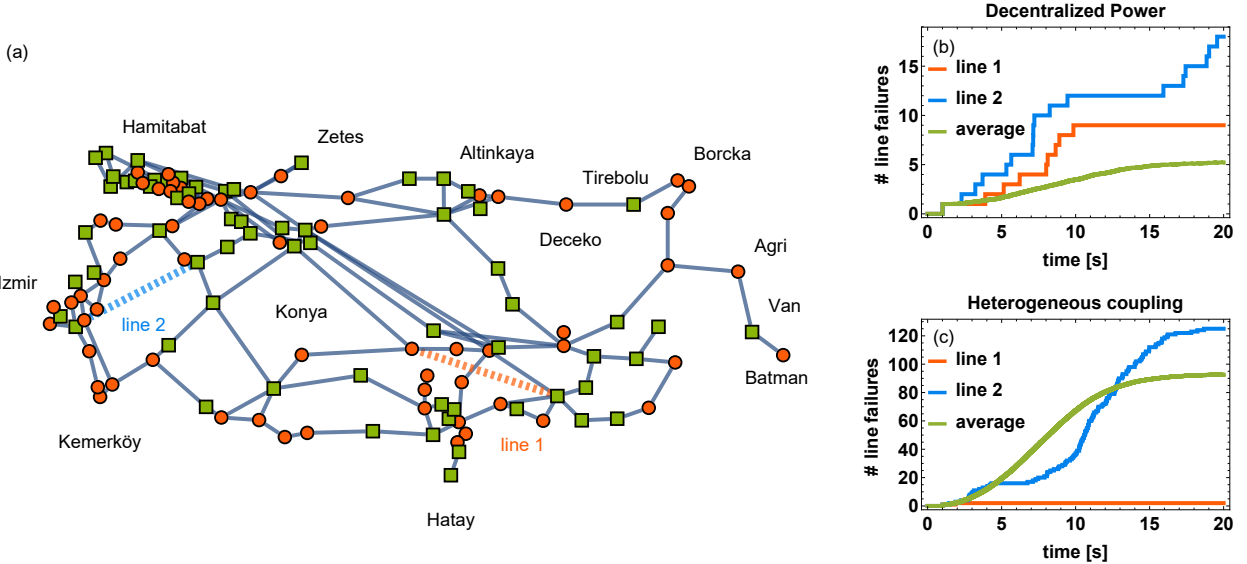 (a)
Hamitabat
Zetes
Altinkaya
Borcka
Tirebolu
Deceko
Agri
Izmir
Van
Konya
line 2
Batman
Kemerköy
line 1
Hatay
Decentralized Power
(b)
line 1
line 2
average
# line failures
15
10
5
0
0 5 10 15 20
time [s]
Heterogeneous coupling
(c)
line 1
line 2
average
# line failures
120
100
80
60
40
20
0
0 5 10 15 20
time [s]